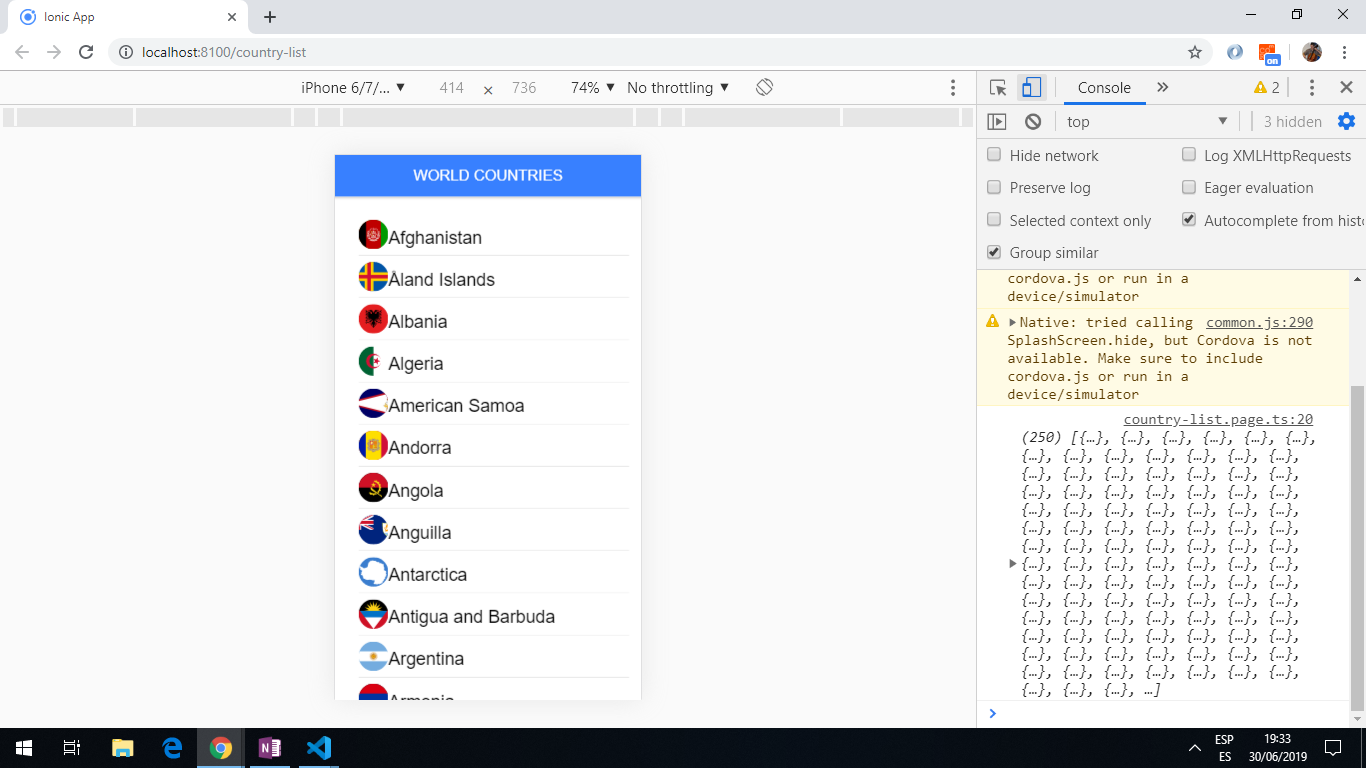 Ionic App
localhost:8100/country-list
on
iPhone 6/7/... ▼ 414 × 736 74% ▼ No throttling ▼
Console
2
top
3 hidden
Hide network
Log XMLHttpRequests
Preserve log
Eager evaluation
Selected context only
Autocomplete from histo
Group similar
WORLD COUNTRIES
Afghanistan
Åland Islands
Albania
Algeria
American Samoa
Andorra
Angola
Anguilla
Antarctica
Antigua and Barbuda
Argentina
Armenia
cordova.js or run in a
device/simulator
Native: tried calling common.js:290
SplashScreen.hide, but Cordova is not
available. Make sure to include
cordova.js or run in a
device/simulator
country-list.page.ts:20
(250) [{…}, {…}, {…}, {…}, {…}, {…},
{…}, {…}, {…}, {…}, {…}, {…}, {…},
{…}, {…}, {…}, {…}, {…}, {…}, {…},
{…}, {…}, {…}, {…}, {…}, {…}, {…},
{…}, {…}, {…}, {…}, {…}, {…}, {…},
{…}, {…}, {…}, {…}, {…}, {…}, {…},
{…}, {…}, {…}, {…}, {…}, {…}, {…},
{…}, {…}, {…}, {…}, {…}, {…}, {…},
{…}, {…}, {…}, {…}, {…}, {…}, {…},
{…}, {…}, {…}, {…}, {…}, {…}, {…},
{…}, {…}, {…}, {…}, {…}, {…}, {…},
{…}, {…}, {…}, {…}, {…}, {…}, {…},
{…}, {…}, {…}, {…}, {…}, {…}, {…},
{…}, {…}, {…}, {…}, {…}, {…}, {…},
{…}, {…}, {…}, …]
ESP
ES
19:33
30/06/2019